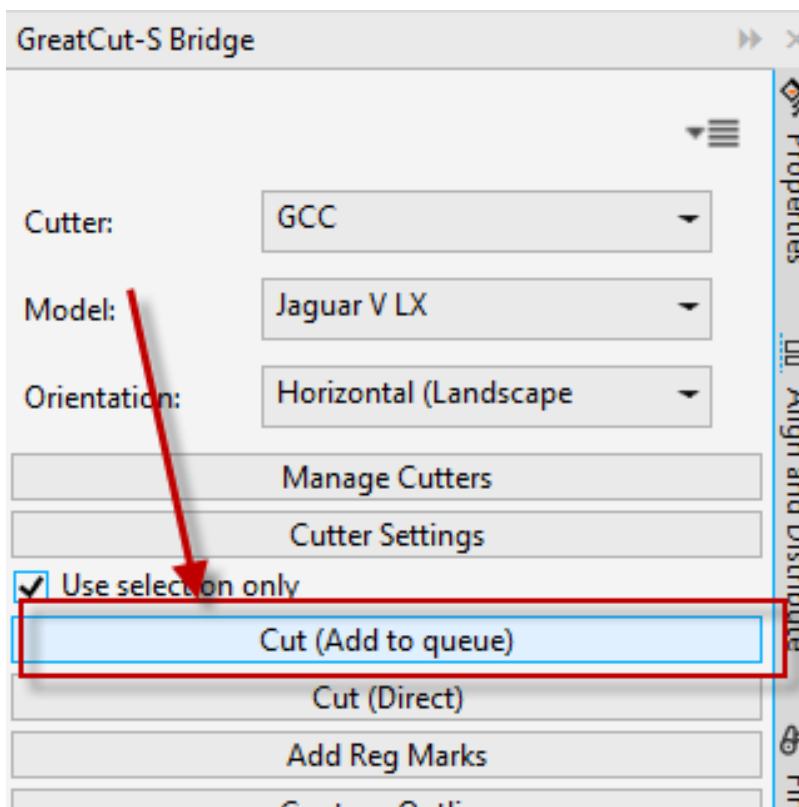 GreatCut-S Bridge
Cutter: GCC
Model: Jaguar V LX
Orientation: Horizontal (Landscape
Manage Cutters
Cutter Settings
Use selection only
Cut (Add to queue)
Cut (Direct)
Add Reg Marks
Properties
Align and Distribute